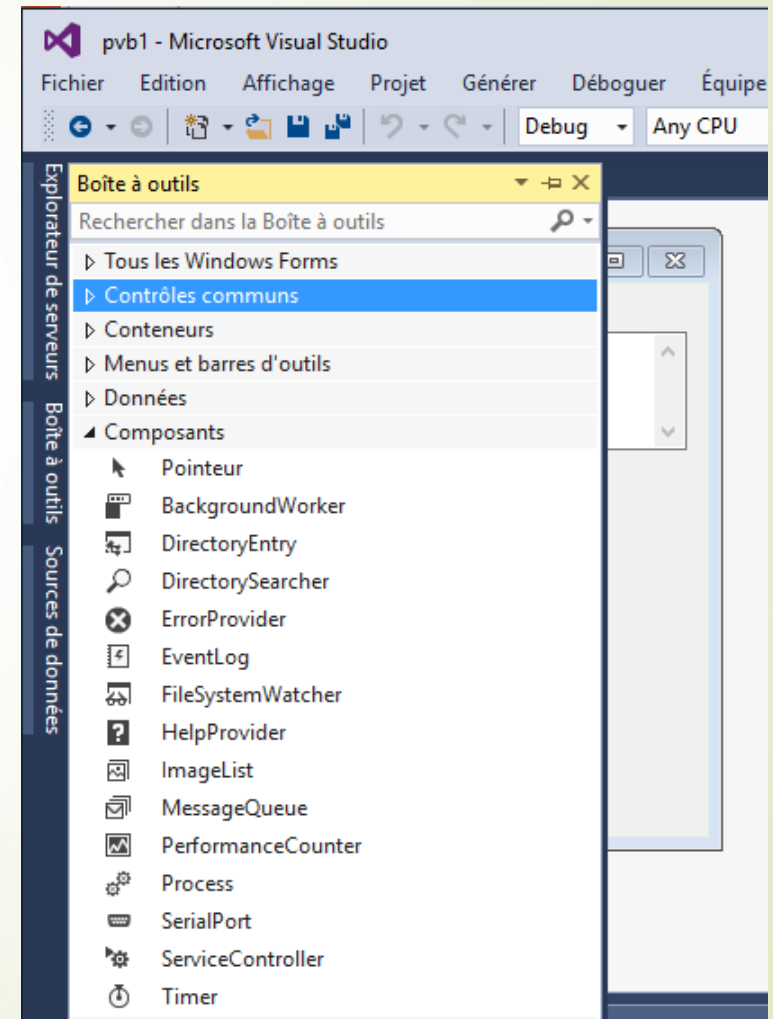 pvb1 - Microsoft Visual Studio
Fichier Edition Affichage Projet Générer Déboguer Équipe
Debug Any CPU
Explorateur de serveurs
Boîte à outils
Sources de données
Boîte à outils
Rechercher dans la Boîte à outils
Tous les Windows Forms
Contrôles communs
Conteneurs
Menus et barres d'outils
Données
Composants
Pointeur
BackgroundWorker
DirectoryEntry
DirectorySearcher
ErrorProvider
EventLog
FileSystemWatcher
HelpProvider
ImageList
MessageQueue
PerformanceCounter
Process
SerialPort
ServiceController
Timer